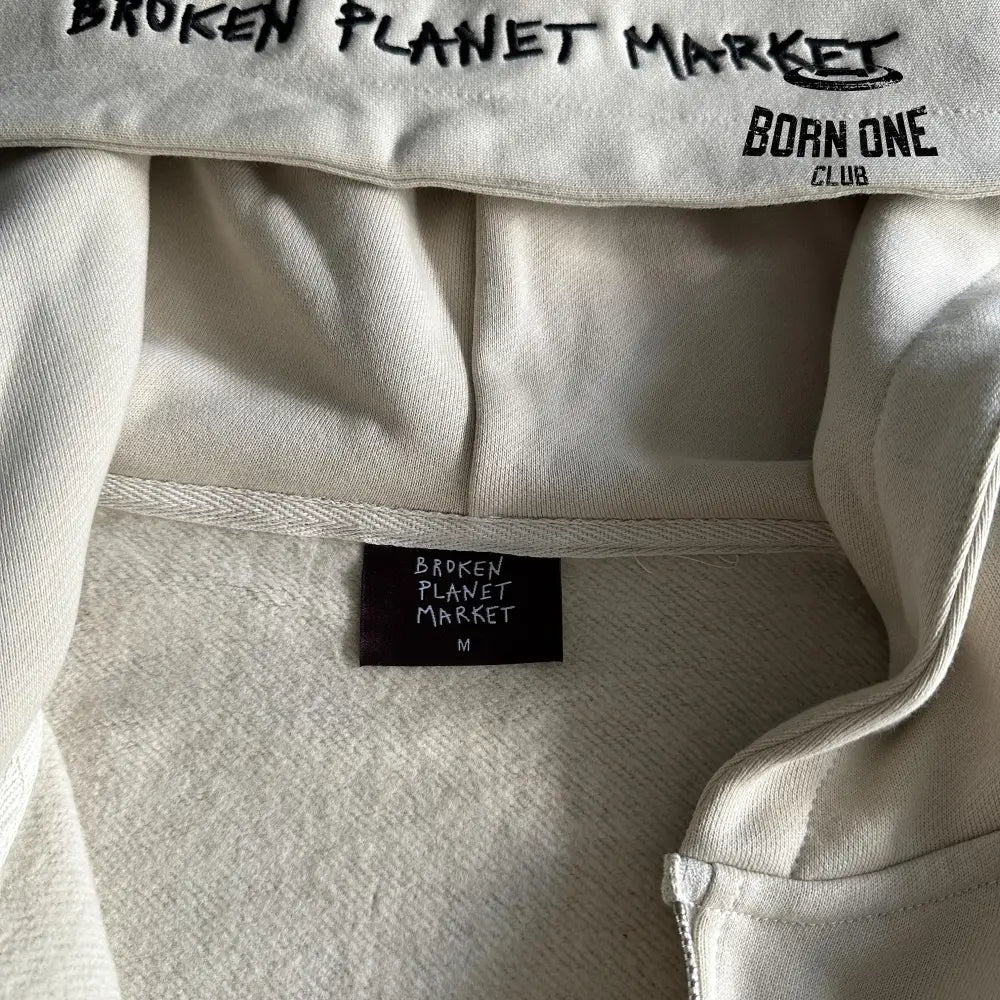 BROKEN PLANET MARKET
BORN ONE
CLUB
BROKEN
PLANET
MARKET
M